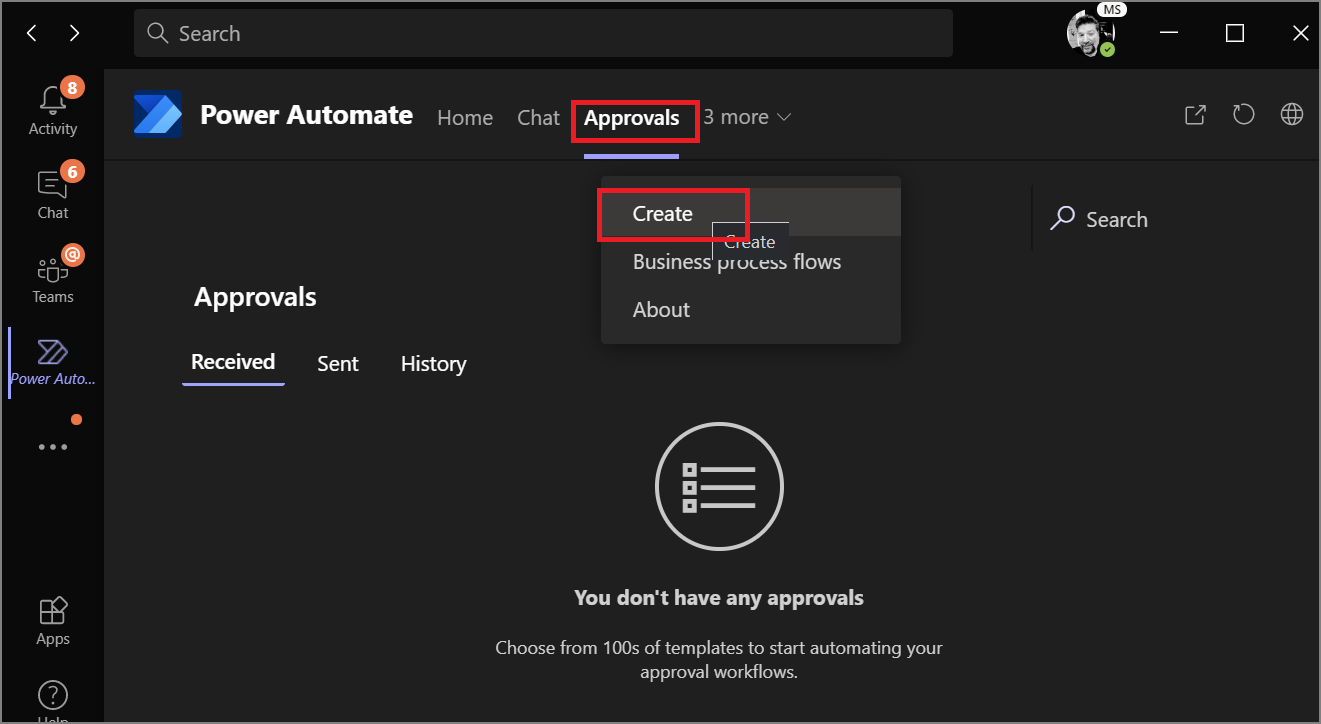 Search
MS
8
Activity
6
Chat
@
Teams
Power Auto...
Apps
Help
Power Automate
Home
Chat
Approvals
3 more
Create
Create
Business process flows
About
Search
Approvals
Received
Sent
History
You don't have any approvals
Choose from 100s of templates to start automating your
approval workflows.